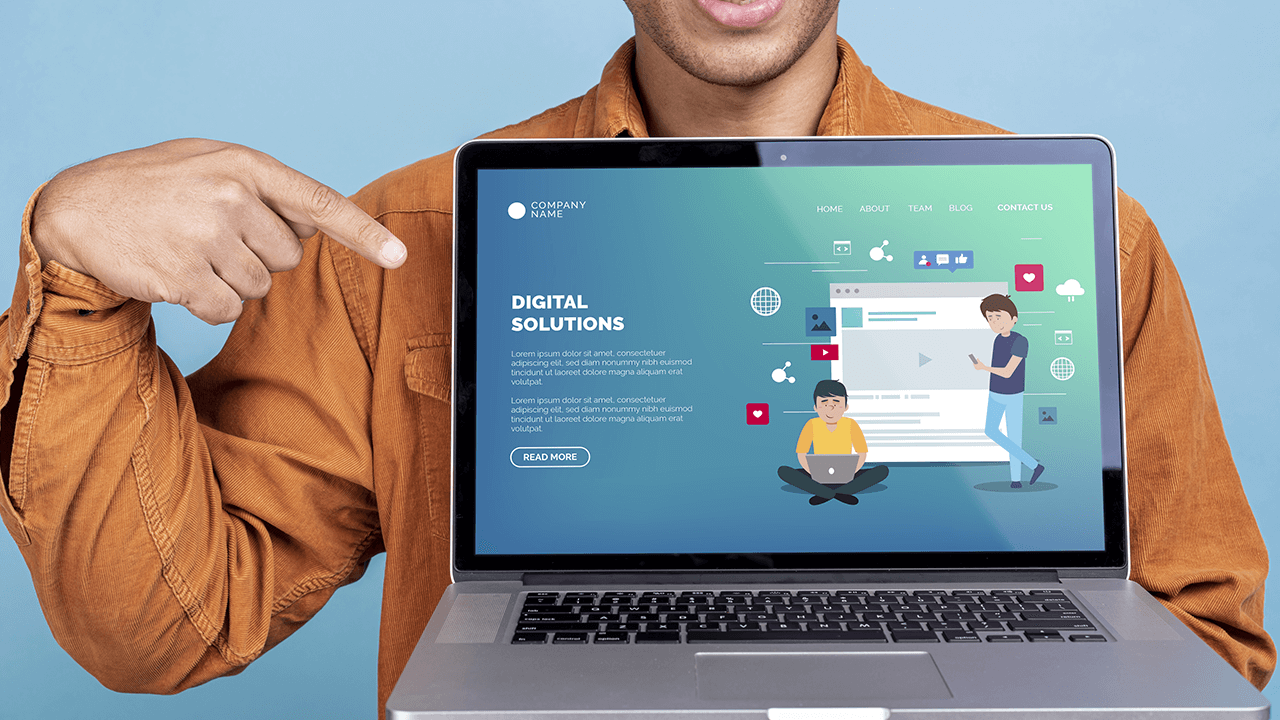 COMPANY
NAME
HOME ABOUT TEAM BLOG CONTACT US
DIGITAL
SOLUTIONS
Lorem ipsum dolor sit amet, consectetuer
adipiscing elit, sed diam nonummy nibh euismod
tincidunt ut laoreet dolore magna aliquam erat
volutpat.
Lorem ipsum dolor sit amet, consectetuer
adipiscing elit, sed diam nonummy nibh euismod
tincidunt ut laoreet dolore magna aliquam erat
volutpat.
READ MORE